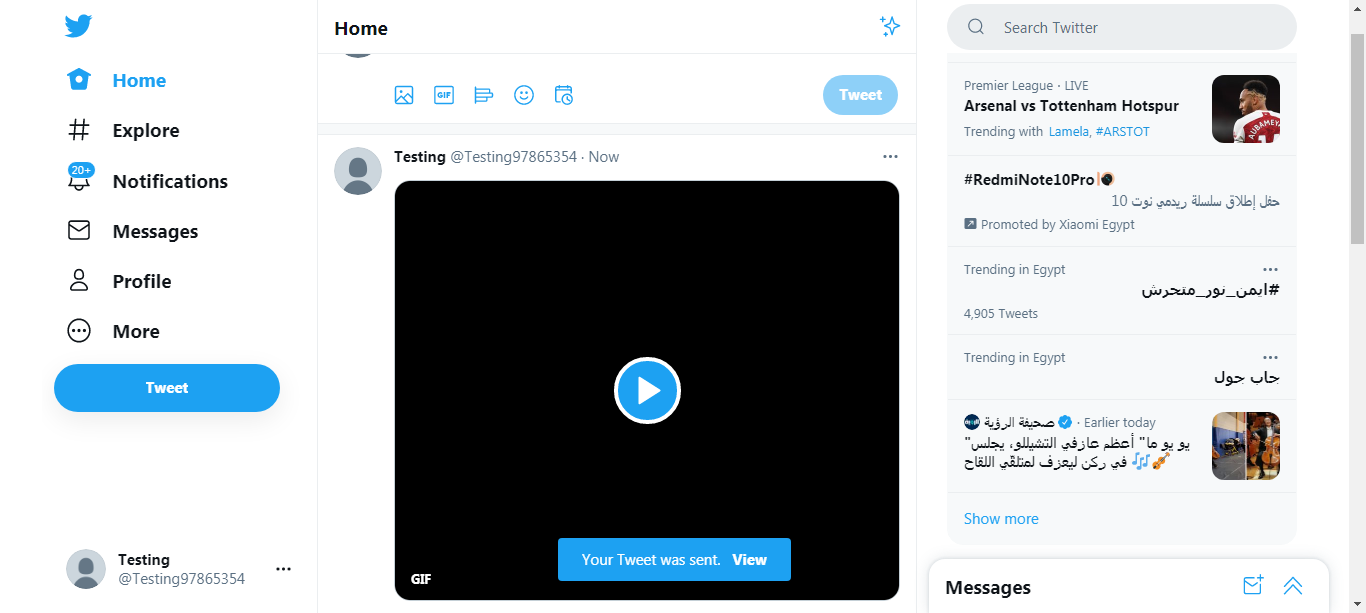 Home
Explore
20+
Notifications
Messages
Profile
More
Tweet
Testing
@Testing97865354
Home
GIF
Tweet
Testing @Testing97865354 · Now
GIF
Your Tweet was sent. View
Search Twitter
Premier League · LIVE
Arsenal vs Tottenham Hotspur
Trending with Lamela, #ARSTOT
AUBAMEYA
#RedmiNote10Pro
حفل إطلاق سلسلة ريدمي نوت 10
Promoted by Xiaomi Egypt
Trending in Egypt
#ايمن_نور_متحرش
4,905 Tweets
Trending in Egypt
جاب جول
صحيفة الرؤية · Earlier today
"يو يو ما" أعظم عازفي التشيللو، يجلس
في ركن ليعزف لمتلقّي اللقاح 🎶🎻
Show more
Messages